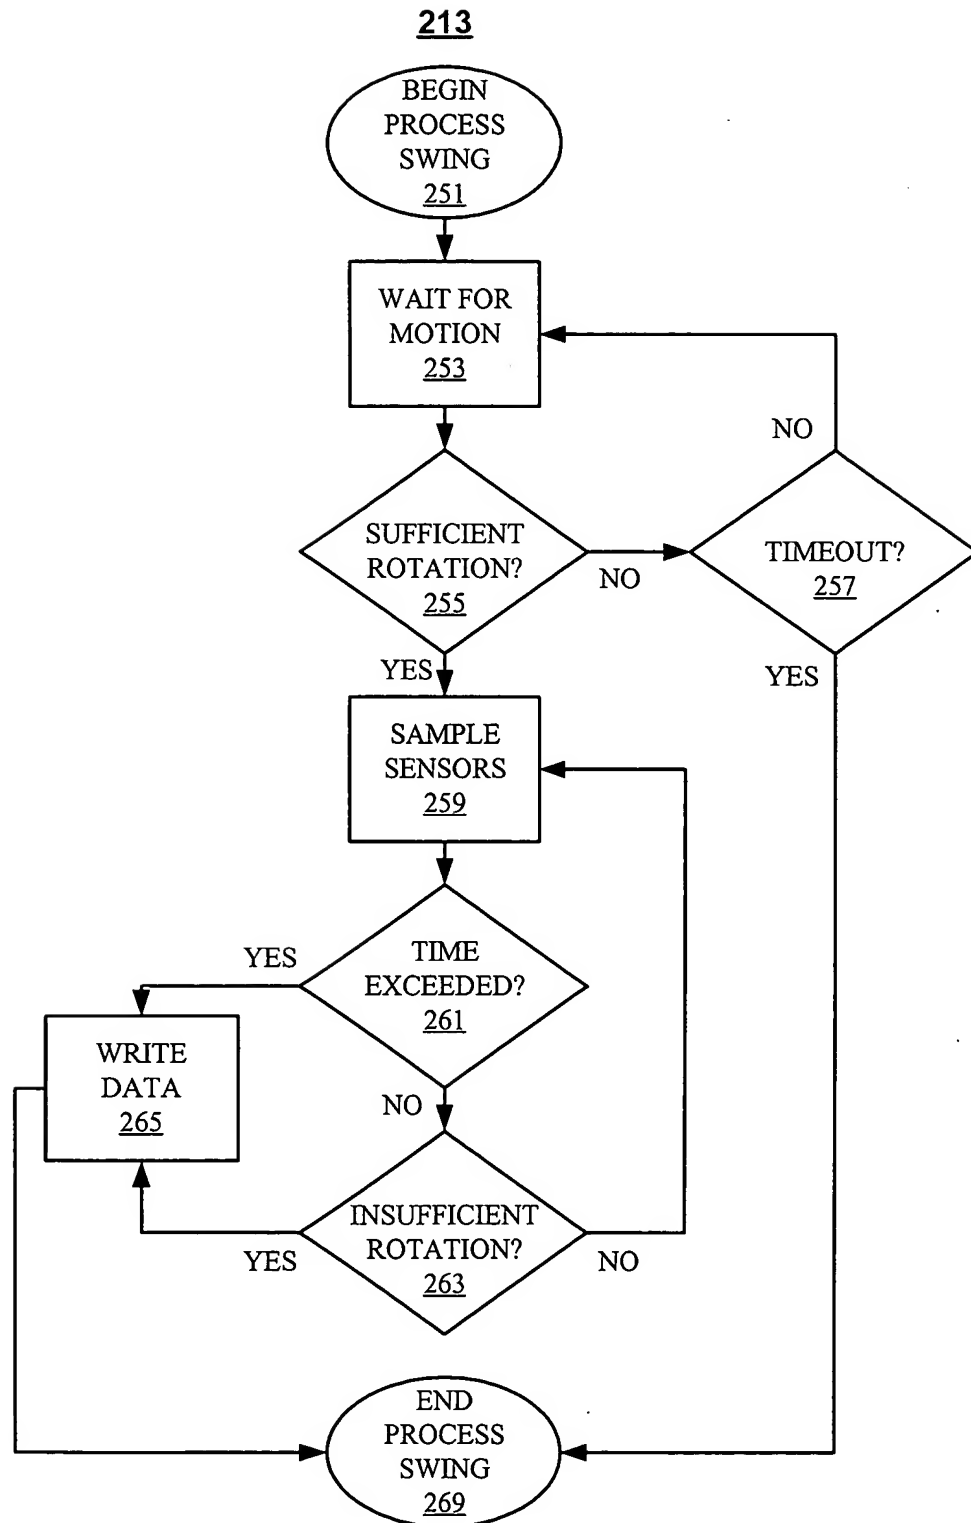 213
BEGIN
PROCESS
SWING
251
WAIT FOR
MOTION
253
NO
SUFFICIENT
ROTATION?
255
NO
TIMEOUT?
257
YES
YES
SAMPLE
SENSORS
259
YES
TIME
EXCEEDED?
261
WRITE
DATA
265
NO
INSUFFICIENT
ROTATION?
263
YES
NO
END
PROCESS
SWING
269